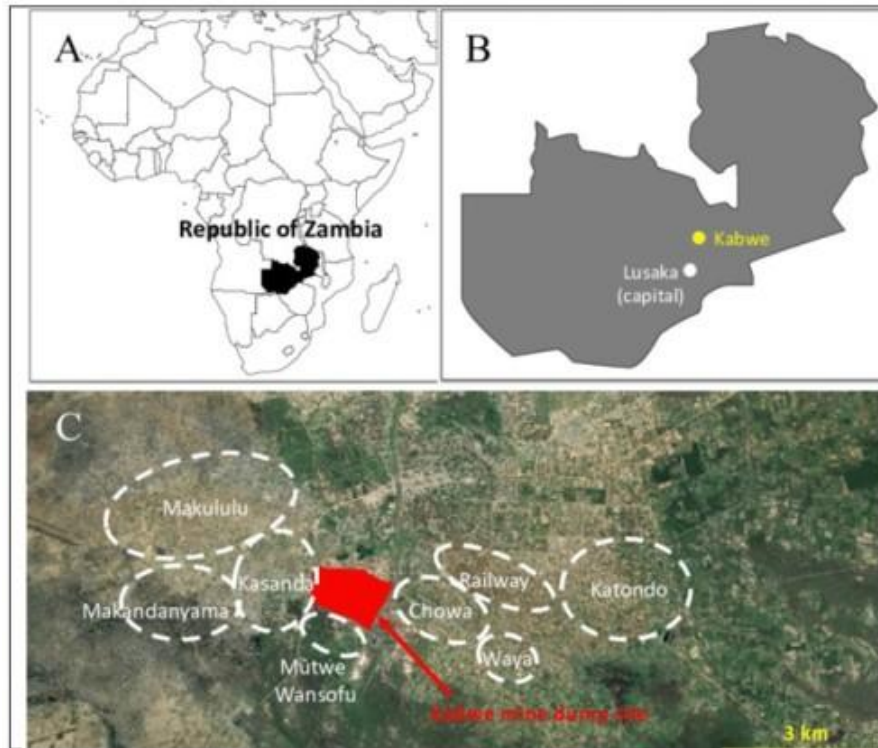 A
Republic of Zambia
B
Kabwe
Lusaka
(capital)
C
Makululu
Kasanda
Makandanyama
Mutwe
Wansofu
Railway
Chowa
Katondo
Waya
Kabwe mine dump site
3 km